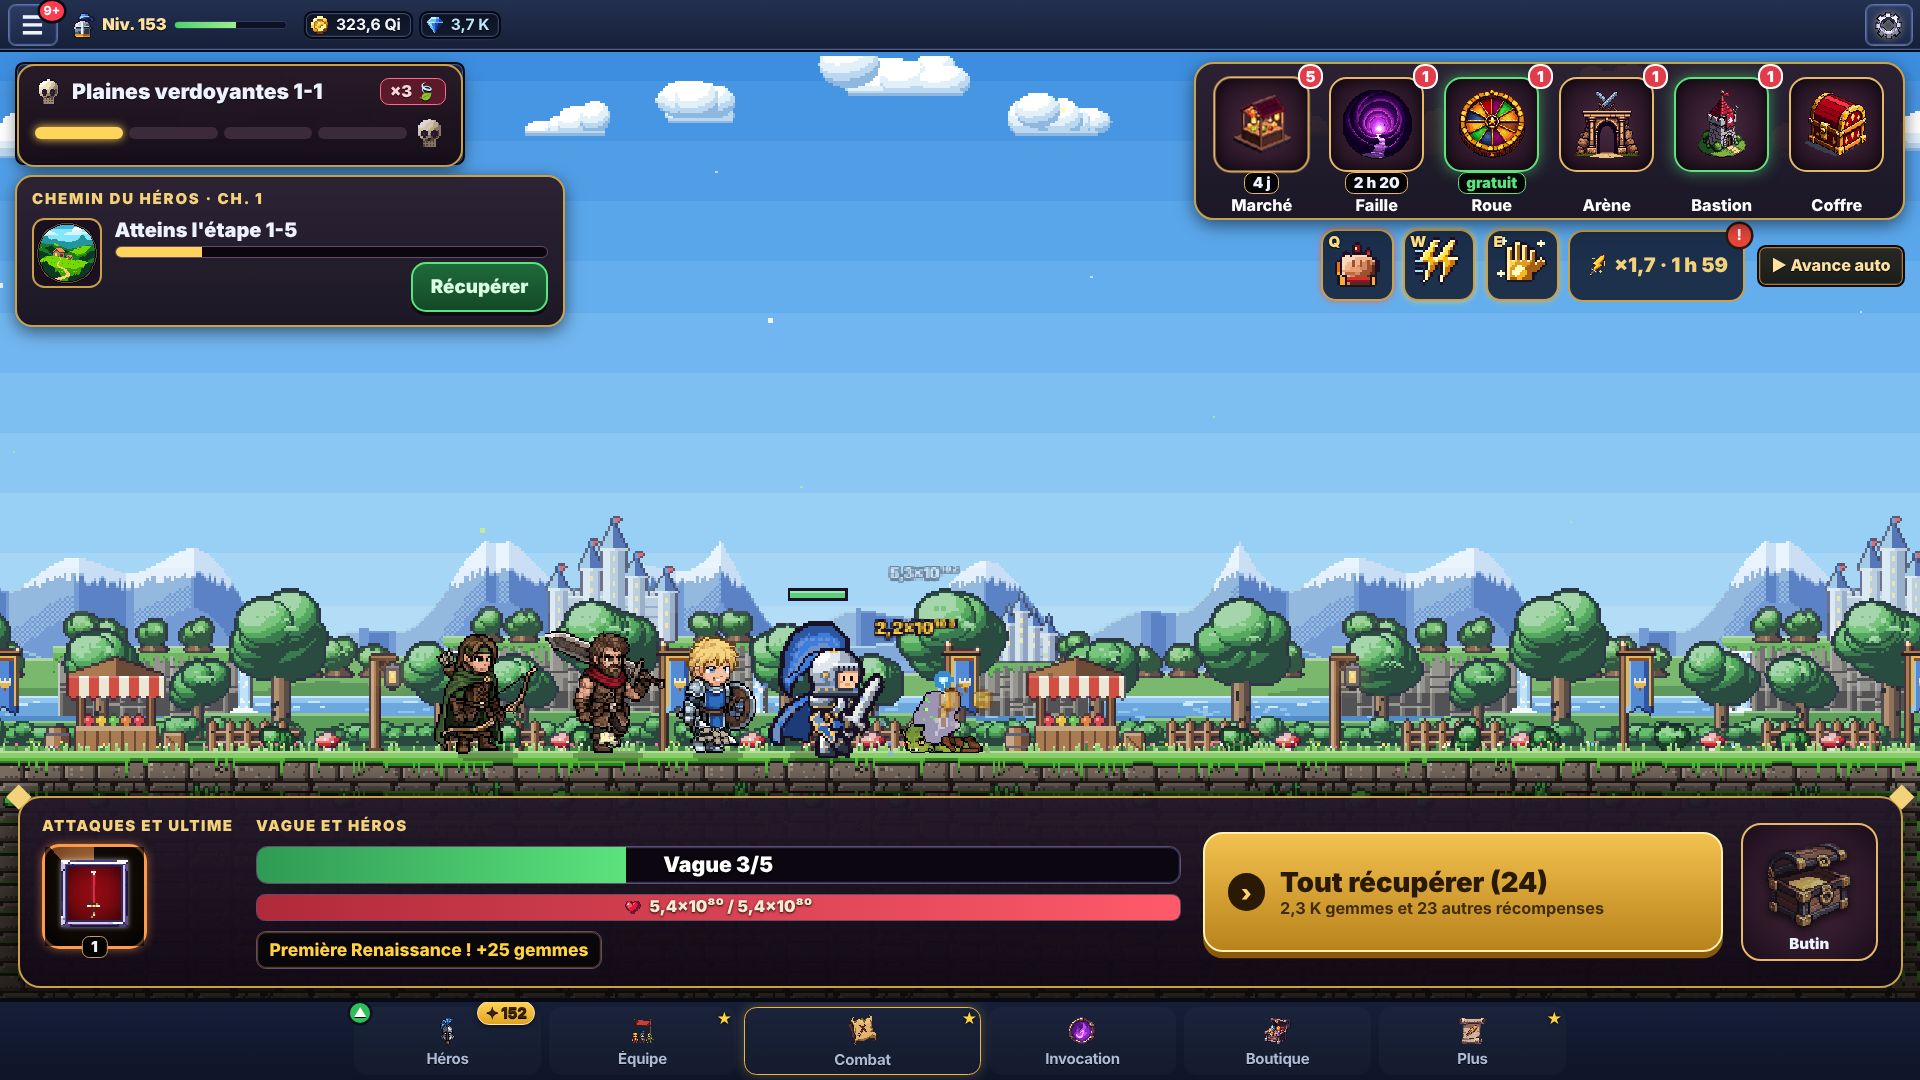 9+
Niv. 153
323,6 Qi
3,7 K
Plaines verdoyantes 1-1
×3
CHEMIN DU HÉROS · CH. 1
Atteins l'étape 1-5
Récupérer
5
1
1
1
1
4 j
2 h 20
gratuit
Marché
Faille
Roue
Arène
Bastion
Coffre
Q
W
E
×1,7 · 1 h 59
!
Avance auto
ATTAQUES ET ULTIME
1
VAGUE ET HÉROS
Vague 3/5
5,4×10⁸⁰ / 5,4×10⁸⁰
Première Renaissance ! +25 gemmes
Tout récupérer (24)
2,3 K gemmes et 23 autres récompenses
Butin
152
Héros
Équipe
Combat
Invocation
Boutique
Plus